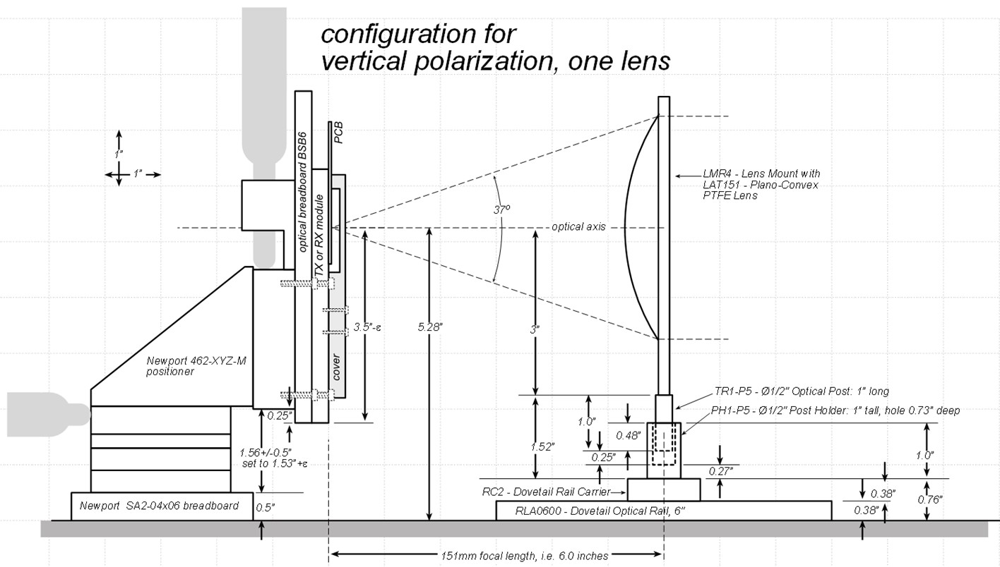 configuration for
vertical polarization, one lens
1"
1"
optical breadboard BSB6
TX or RX module
PCB
cover
LMR4 - Lens Mount with
LAT151 - Plano-Convex
PTFE Lens
37º
optical axis
3.5"-ε
5.28"
3"
Newport 462-XYZ-M
positioner
TR1-P5 - Ø1/2" Optical Post: 1" long
PH1-P5 - Ø1/2" Post Holder: 1" tall, hole 0.73" deep
0.25"
1.0"
0.48"
1.52"
0.25"
1.56+/-0.5"
set to 1.53"+ε
0.27"
1.0"
RC2 - Dovetail Rail Carrier
0.38"
0.76"
Newport SA2-04x06 breadboard
0.5"
RLA0600 - Dovetail Optical Rail, 6"
0.38"
151mm focal length, i.e. 6.0 inches